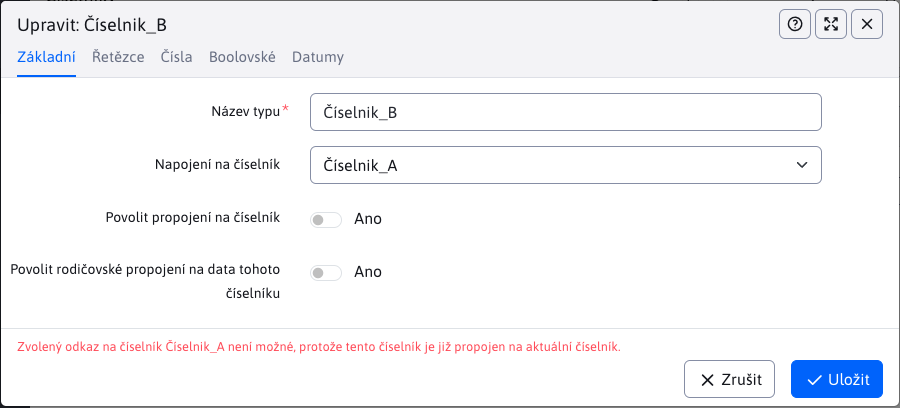 Upravit: Číselnik_B
Základní Řetězce Čísla Boolovské Datumy
Název typu*
Číselnik_B
Napojení na číselník
Číselnik_A
Povolit propojení na číselník
Ano
Povolit rodičovské propojení na data tohoto
číselníku
Ano
Zvolený odkaz na číselník Číselnik_A není možné, protože tento číselník je již propojen na aktuální číselník.
Zrušit
Uložit